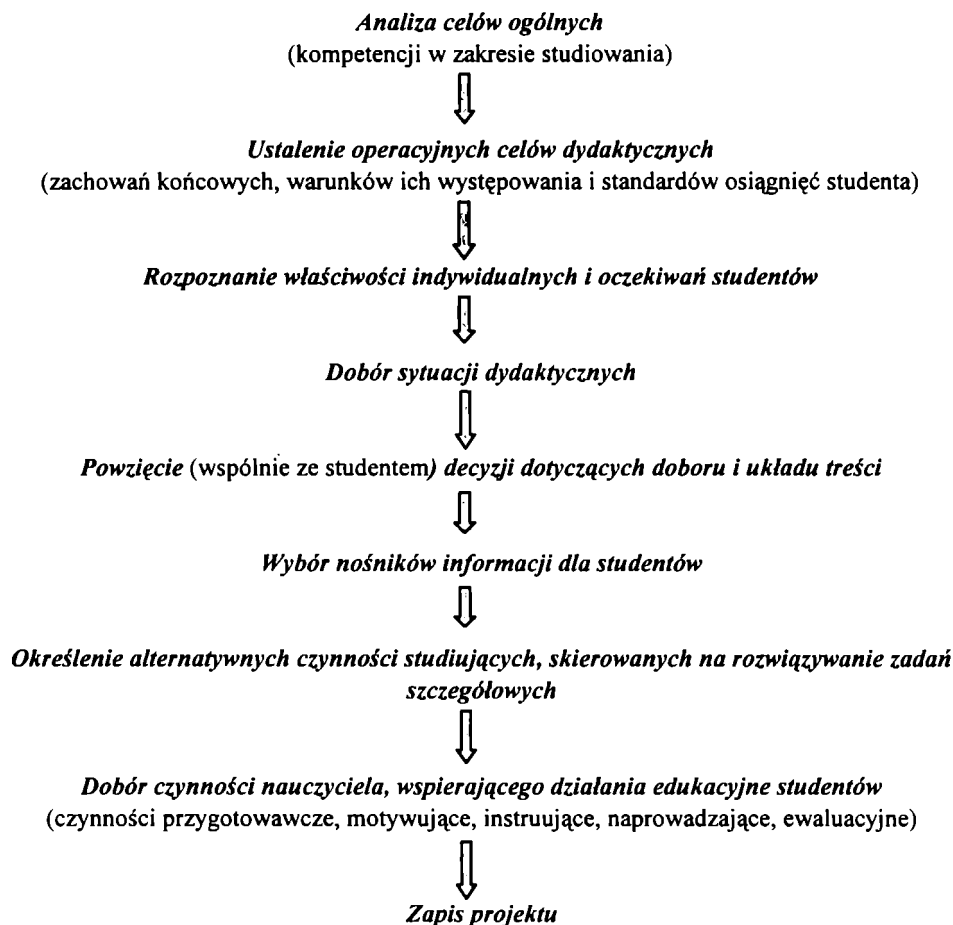 Analiza celów ogólnych
(kompetencji w zakresie studiowania)
Ustalenie operacyjnych celów dydaktycznych
(zachowań końcowych, warunków ich występowania i standardów osiągnięć studenta)
Rozpoznanie właściwości indywidualnych i oczekiwań studentów
Dobór sytuacji dydaktycznych
Powzięcie (wspólnie ze studentem) decyzji dotyczących doboru i układu treści
Wybór nośników informacji dla studentów
Określenie alternatywnych czynności studiujących, skierowanych na rozwiązywanie zadań
szczegółowych
Dobór czynności nauczyciela, wspierającego działania edukacyjne studentów
(czynności przygotowawcze, motywujące, instruujące, naprowadzające, ewaluacyjne)
Zapis projektu